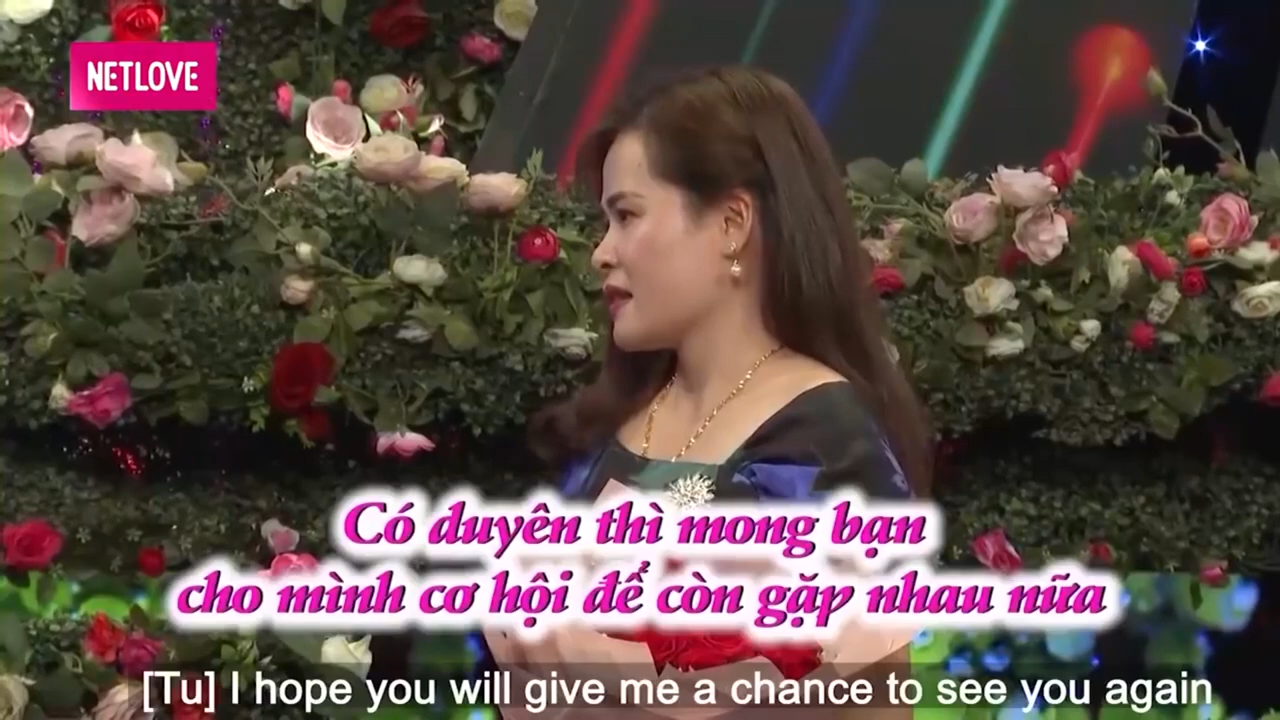 NETLOVE
Có duyên thì mong bạn
cho mình cơ hội để còn gặp nhau nữa
[Tu] I hope you will give me a chance to see you again